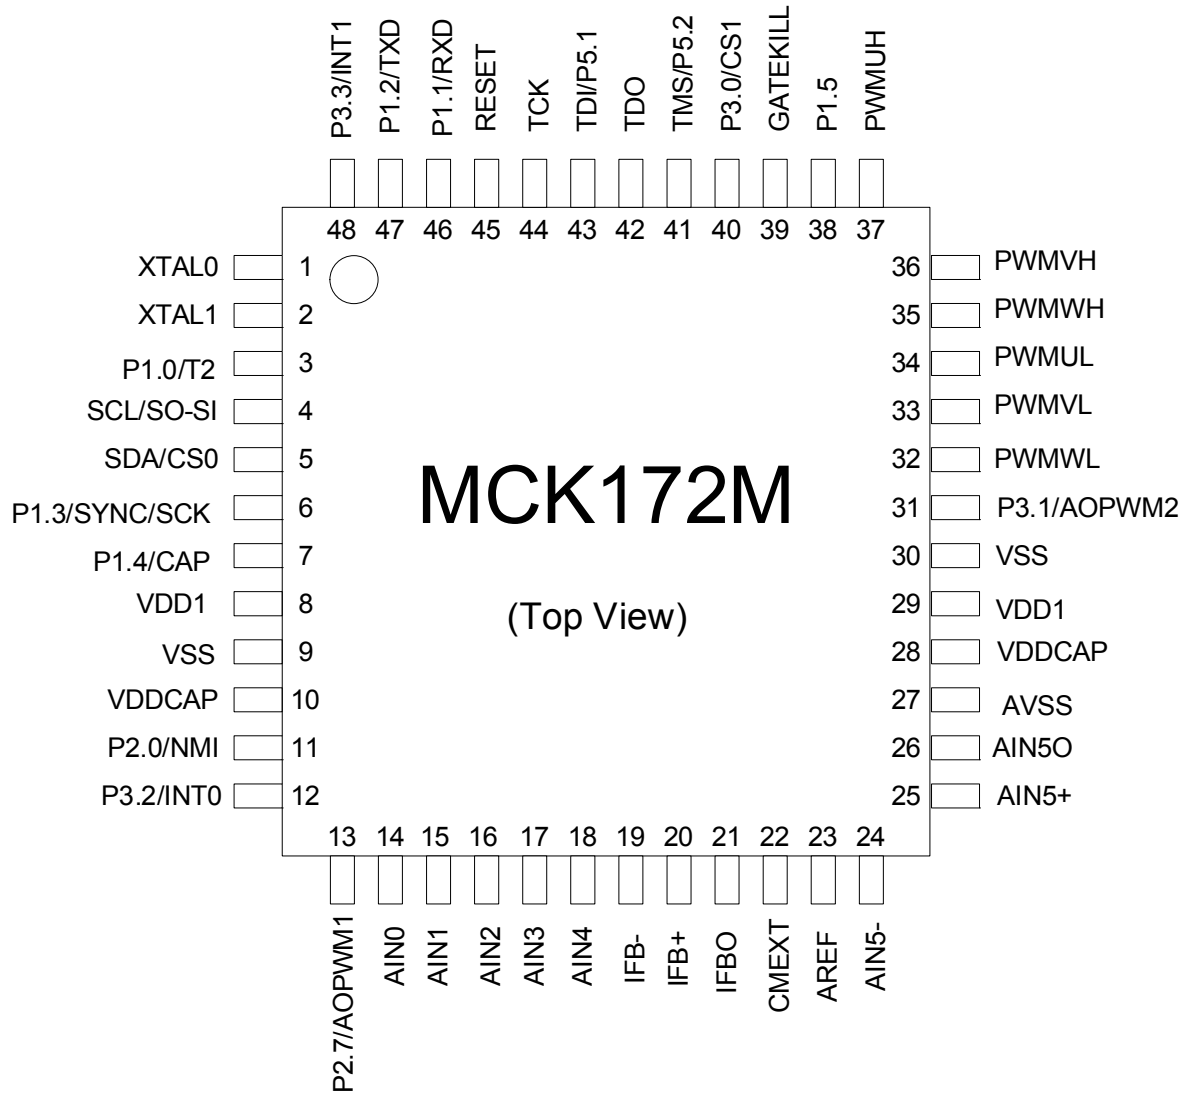 P3.3/INT1
P1.2/TXD
P1.1/RXD
RESET
TCK
TDI/P5.1
TDO
TMS/P5.2
P3.0/CS1
GATEKILL
P1.5
PWMUH
48 47 46 45 44 43 42 41 40 39 38 37
XTAL0 1
XTAL1 2
P1.0/T2 3
SCL/SO-SI 4
SDA/CS0 5
P1.3/SYNC/SCK 6
P1.4/CAP 7
VDD1 8
VSS 9
VDDCAP 10
P2.0/NMI 11
P3.2/INT0 12
MCK172M
(Top View)
36 PWMVH
35 PWMWH
34 PWMUL
33 PWMVL
32 PWMWL
31 P3.1/AOPWM2
30 VSS
29 VDD1
28 VDDCAP
27 AVSS
26 AIN5O
25 AIN5+
13 14 15 16 17 18 19 20 21 22 23 24
P2.7/AOPWM1
AIN0
AIN1
AIN2
AIN3
AIN4
IFB-
IFB+
IFBO
CMEXT
AREF
AIN5-